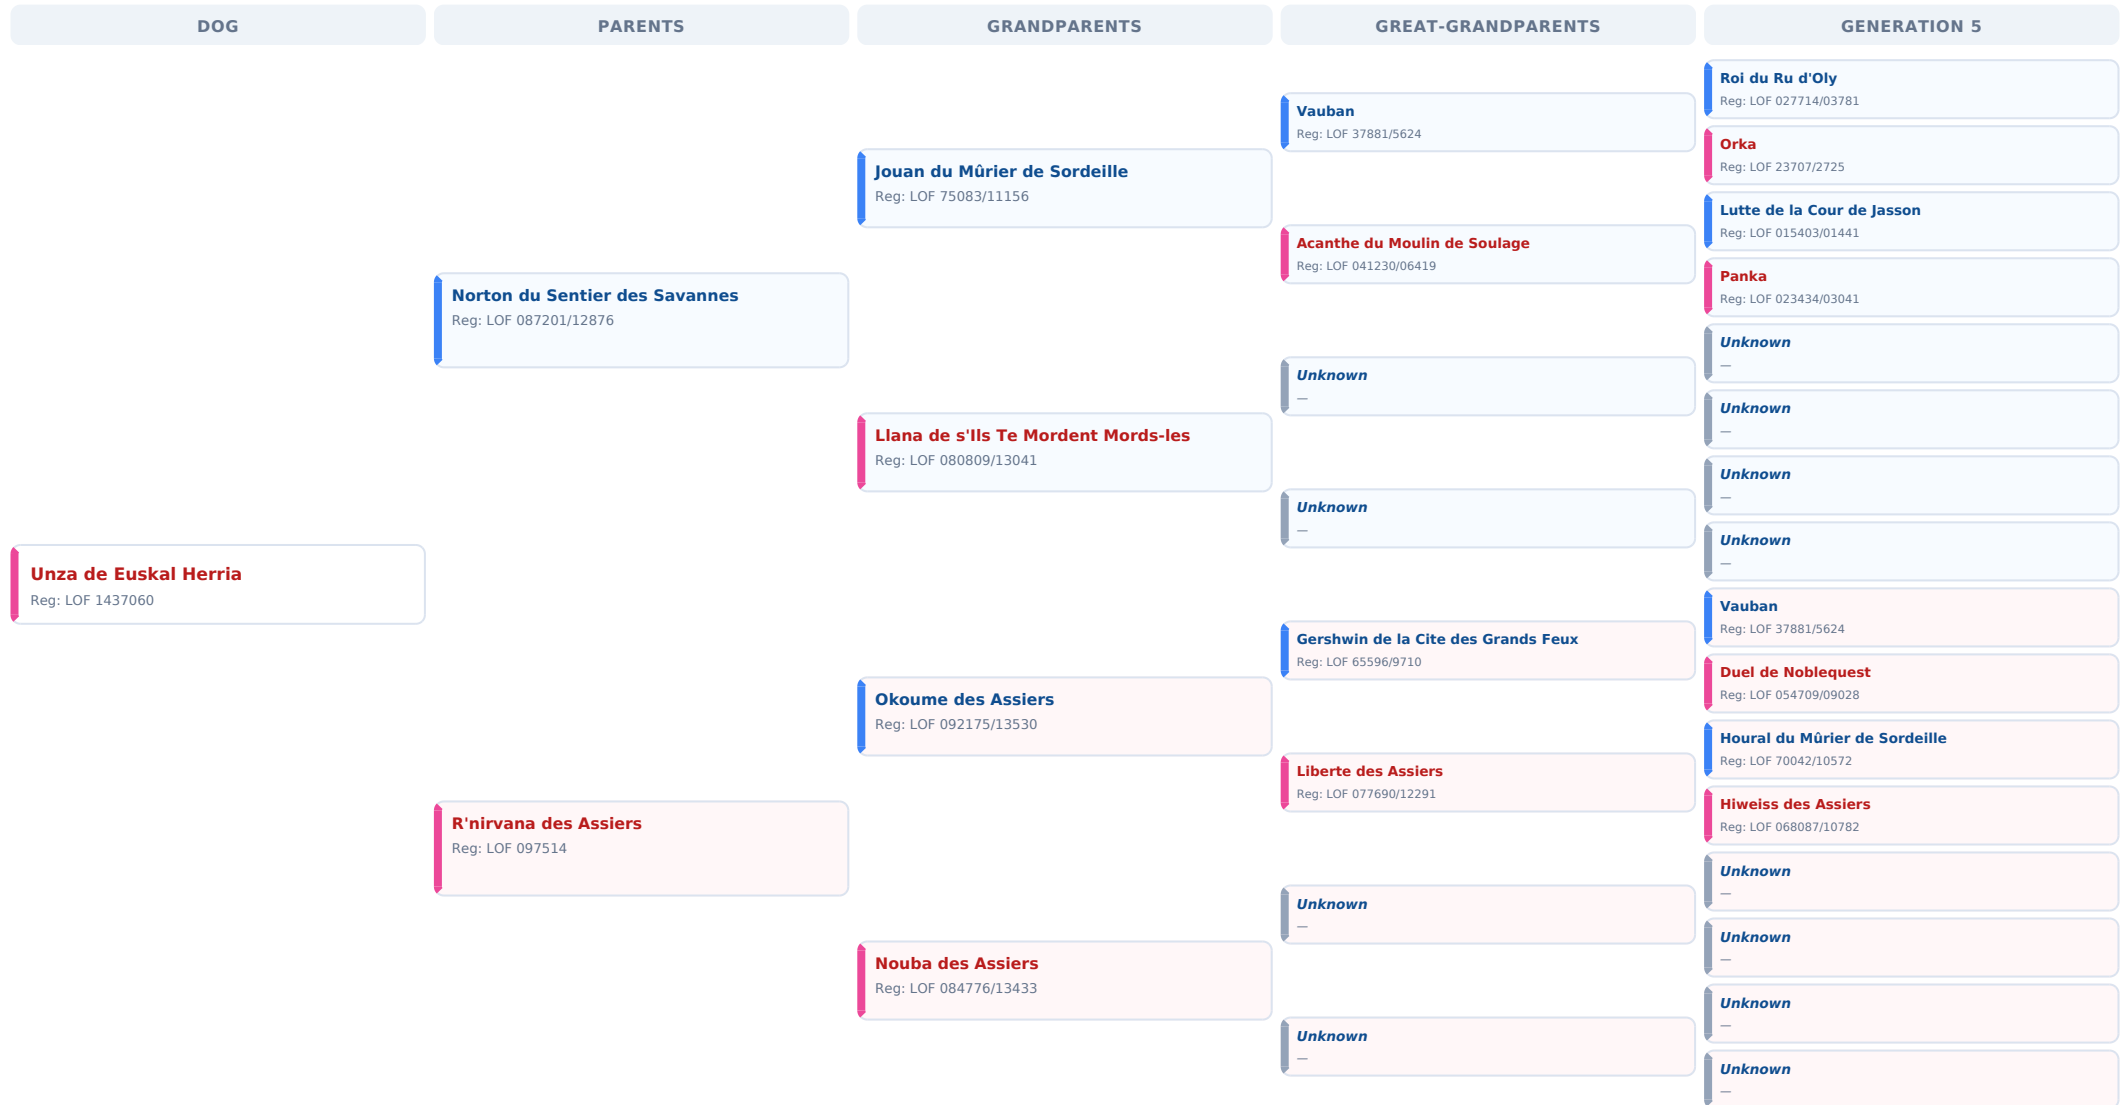 DOG
PARENTS
GRANDPARENTS
GREAT-GRANDPARENTS
GENERATION 5
Unza de Euskal Herria
Reg: LOF 1437060
Norton du Sentier des Savannes
Reg: LOF 087201/12876
R'nirvana des Assiers
Reg: LOF 097514
Jouan du Mûrier de Sordeille
Reg: LOF 75083/11156
Llana de s'Ils Te Mordent Mords-les
Reg: LOF 080809/13041
Okoume des Assiers
Reg: LOF 092175/13530
Nouba des Assiers
Reg: LOF 084776/13433
Vauban
Reg: LOF 37881/5624
Acanthe du Moulin de Soulage
Reg: LOF 041230/06419
Unknown
—
Unknown
—
Gershwin de la Cite des Grands Feux
Reg: LOF 65596/9710
Liberte des Assiers
Reg: LOF 077690/12291
Unknown
—
Unknown
—
Roi du Ru d'Oly
Reg: LOF 027714/03781
Orka
Reg: LOF 23707/2725
Lutte de la Cour de Jasson
Reg: LOF 015403/01441
Panka
Reg: LOF 023434/03041
Unknown
—
Unknown
—
Unknown
—
Unknown
—
Vauban
Reg: LOF 37881/5624
Duel de Noblequest
Reg: LOF 054709/09028
Houral du Mûrier de Sordeille
Reg: LOF 70042/10572
Hiweiss des Assiers
Reg: LOF 068087/10782
Unknown
—
Unknown
—
Unknown
—
Unknown
—